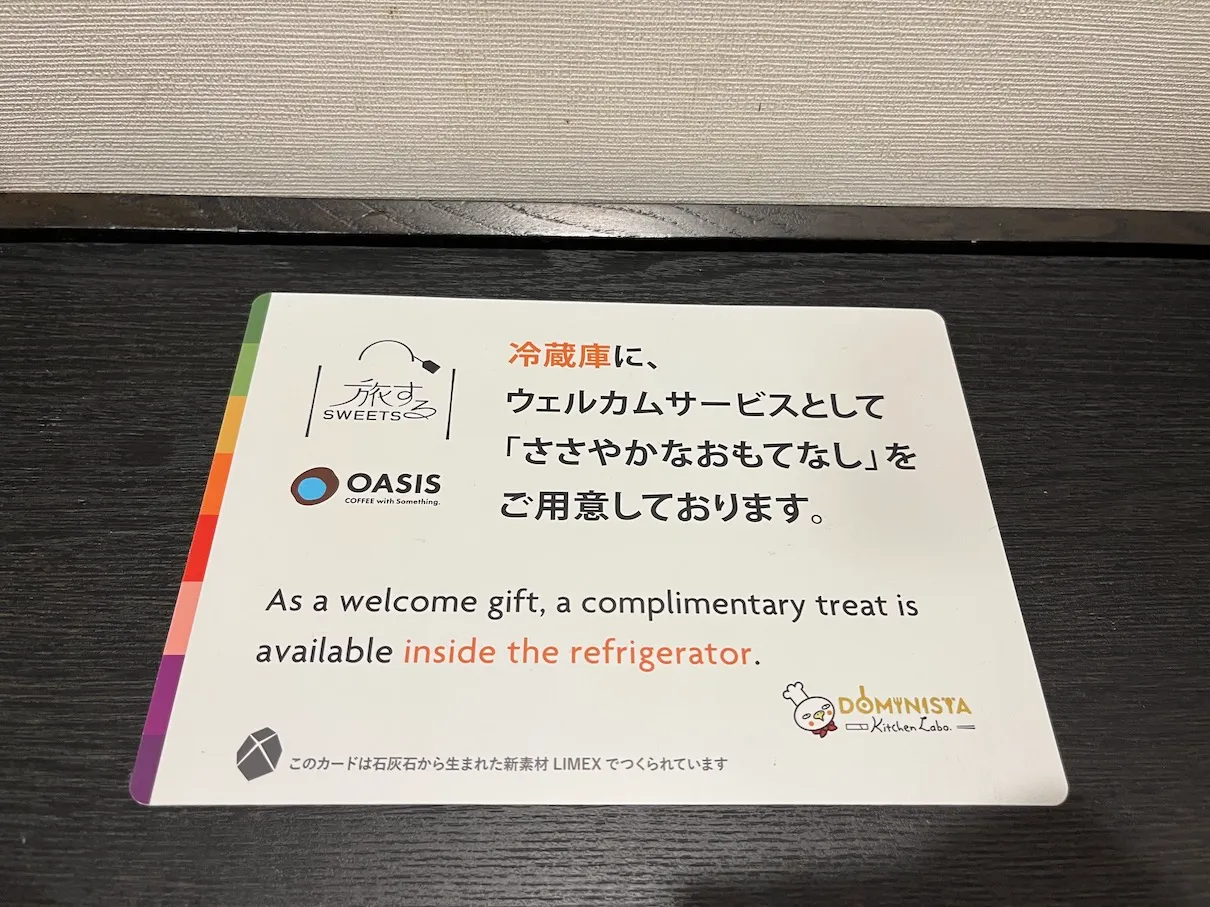 旅する
SWEETS
OASIS
COFFEE with Something.
冷蔵庫に、
ウェルカムサービスとして
「ささやかなおもてなし」を
ご用意しております。
As a welcome gift, a complimentary treat is
available inside the refrigerator.
DOMINISTA
Kitchen Labo.
このカードは石灰石から生まれた新素材 LIMEX でつくられています